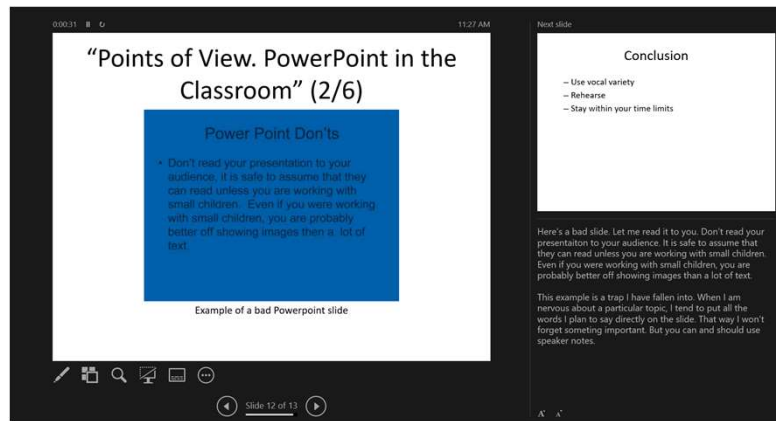 0:00:31
11:27 AM
“Points of View. PowerPoint in the
Classroom” (2/6)
Power Point Don'ts
• Don't read your presentation to your
audience, it is safe to assume that they
can read unless you are working with
small children. Even if you were working
with small children, you are probably
better off showing images then a lot of
text.
Example of a bad Powerpoint slide
Slide 12 of 13
Next slide
Conclusion
– Use vocal variety
– Rehearse
– Stay within your time limits
Here's a bad slide. Let me read it to you. Don't read your
presentaiton to your audience. It is safe to assume that
they can read unless you are working with small children.
Even if you were working with small children, you are
probably better off showing images than a lot of text.
This example is a trap I have fallen into. When I am
nervous about a particular topic, I tend to put all the
words I plan to say directly on the slide. That way I won't
forget someting important. But you can and should use
speaker notes.
A A